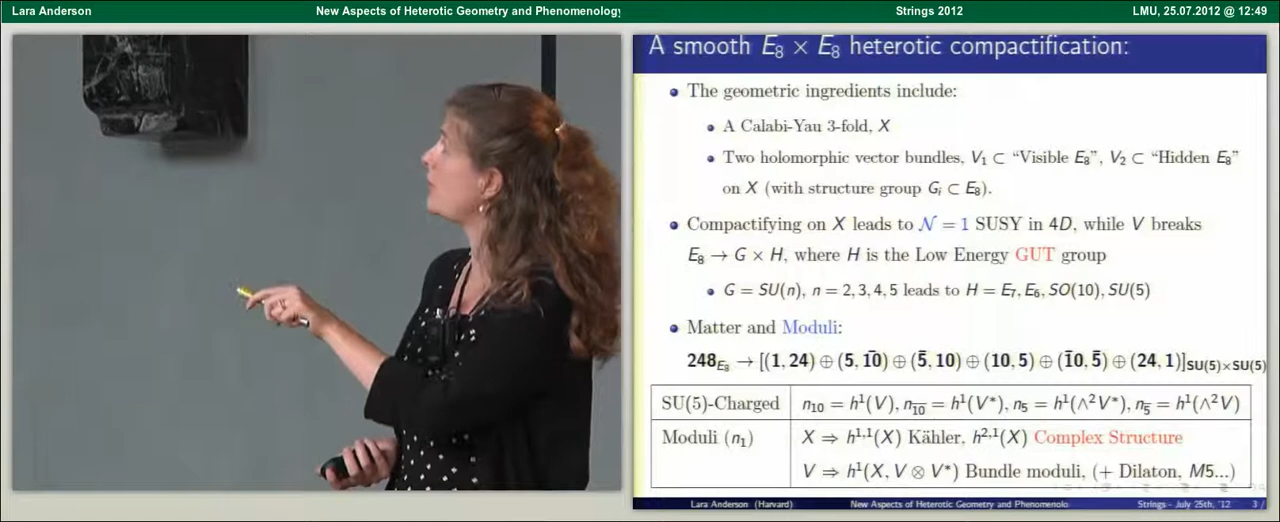 Lara Anderson New Aspects of Heterotic Geometry and Phenomenology Strings 2012 LMU, 25.07.2012 @ 12:49
A smooth E₈ × E₈ heterotic compactification:
• The geometric ingredients include:
• A Calabi-Yau 3-fold, X
• Two holomorphic vector bundles, V₁ ⊂ “Visible E₈”, V₂ ⊂ “Hidden E₈”
on X (with structure group Gᵢ ⊂ E₈).
• Compactifying on X leads to 𝒩 = 1 SUSY in 4D, while V breaks
E₈ → G × H, where H is the Low Energy GUT group
• G = SU(n), n = 2, 3, 4, 5 leads to H = E₇, E₆, SO(10), SU(5)
• Matter and Moduli:
248_E₈ → [(1, 24) ⊕ (5, 1̄0̄) ⊕ (5̄, 10) ⊕ (10, 5) ⊕ (1̄0̄, 5̄) ⊕ (24, 1)]_SU(5)×SU(5)
SU(5)-Charged n₁₀ = h¹(V), n_1̄0̄ = h¹(V*), n₅ = h¹(∧²V*), n_5̄ = h¹(∧²V)
Moduli (n₁) X ⇒ h¹,¹(X) Kähler, h²,¹(X) Complex Structure
V ⇒ h¹(X, V ⊗ V*) Bundle moduli, (+ Dilaton, M5...)
Lara Anderson (Harvard) New Aspects of Heterotic Geometry and Phenomenolo Strings - July 25th, '12 3 /